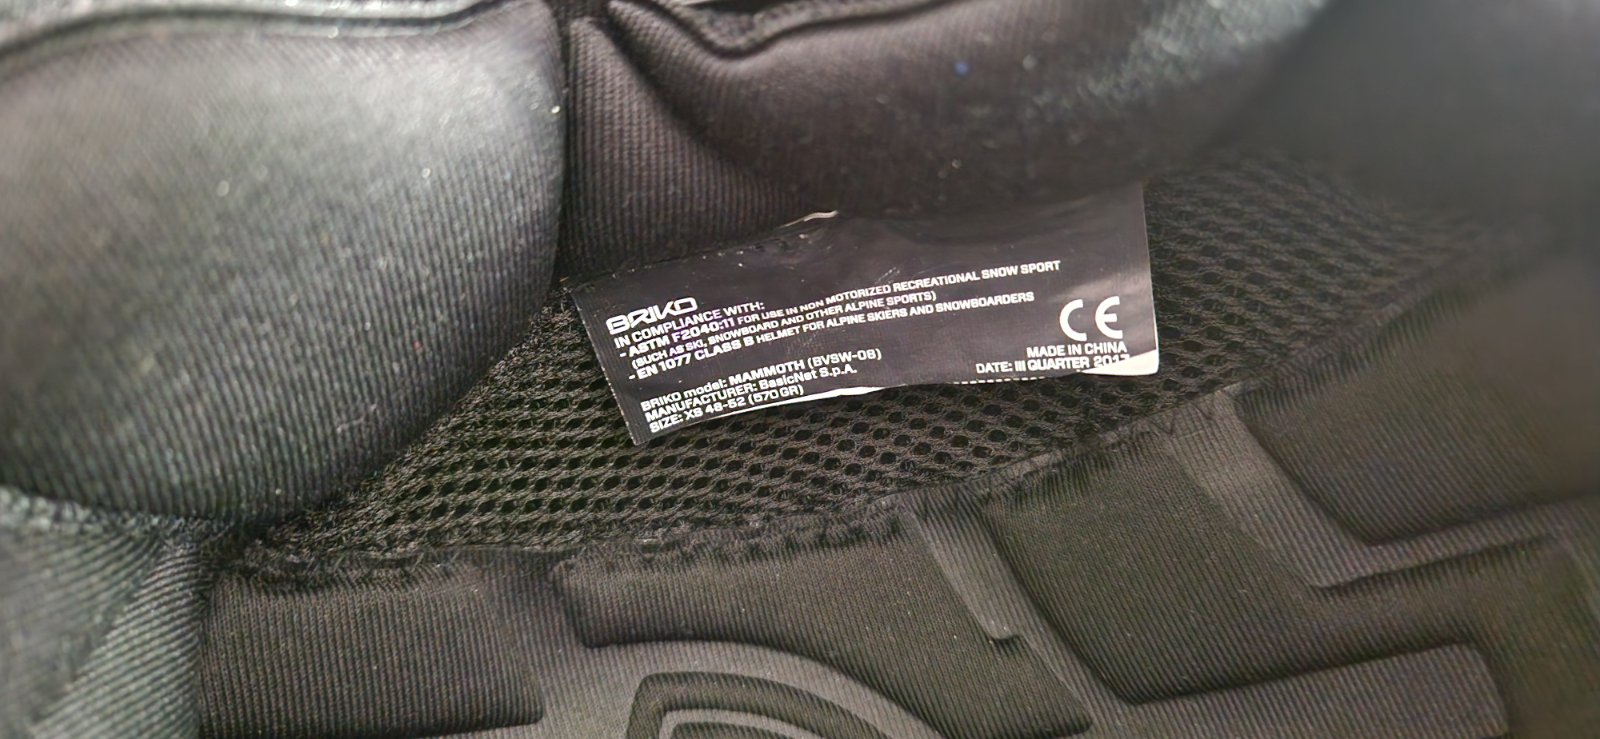 BRIKO
IN COMPLIANCE WITH:
- ASTM F2040:11 FOR USE IN NON MOTORIZED RECREATIONAL SNOW SPORT
(SUCH AS SKI, SNOWBOARD AND OTHER ALPINE SPORTS)
- EN 1077 CLASS B HELMET FOR ALPINE SKIERS AND SNOWBOARDERS
CE
BRIKO model: MAMMOTH (BVSW-08)
MANUFACTURER: BasicNet S.p.A.
SIZE: XS 48-52 (570 GR)
MADE IN CHINA
DATE: III QUARTER 2017